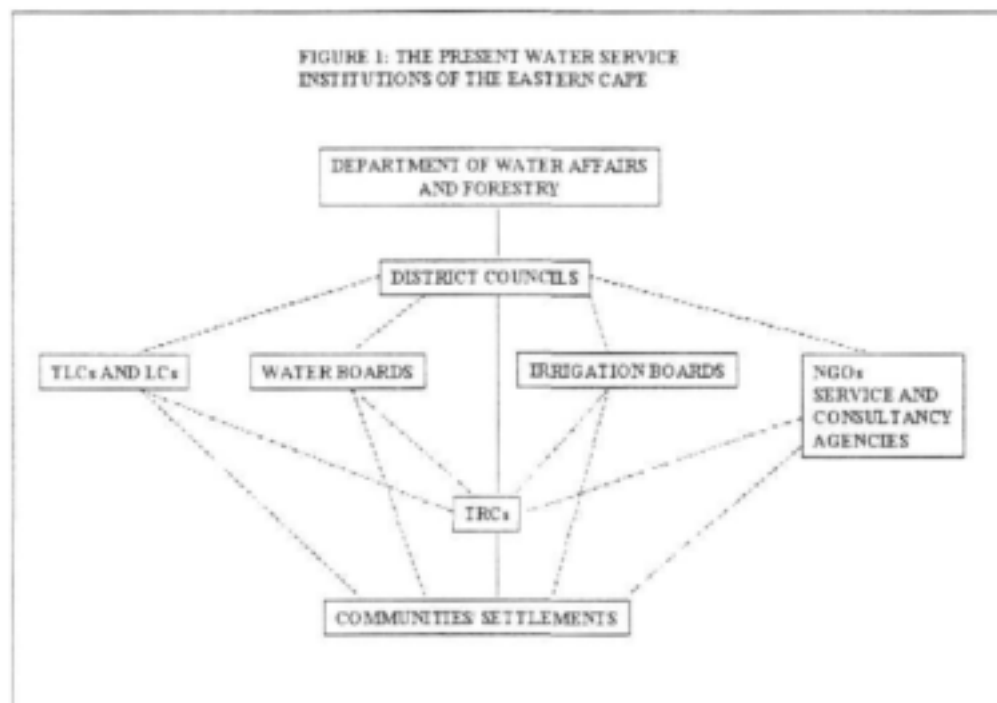 FIGURE 1: THE PRESENT WATER SERVICE
INSTITUTIONS OF THE EASTERN CAPE
DEPARTMENT OF WATER AFFAIRS
AND FORESTRY
DISTRICT COUNCILS
TLCs AND LCs
WATER BOARDS
IRRIGATION BOARDS
NGOs
SERVICE AND
CONSULTANCY
AGENCIES
TRCs
COMMUNITIES/SETTLEMENTS